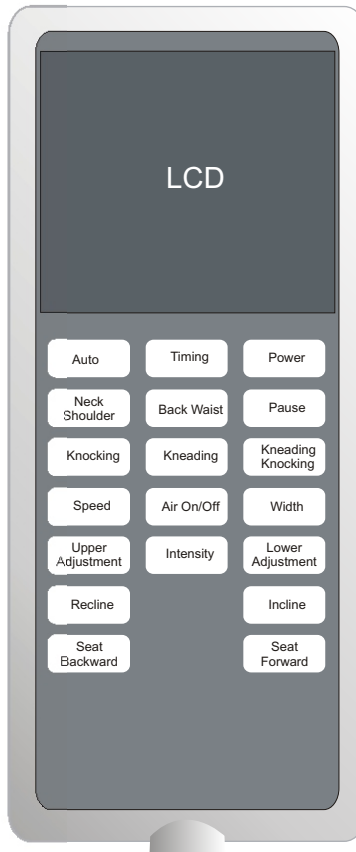 LCD
Auto
Timing
Power
Neck
Shoulder
Back Waist
Pause
Knocking
Kneading
Kneading
Knocking
Speed
Air On/Off
Width
Upper
Adjustment
Intensity
Lower
Adjustment
Recline
Incline
Seat
Backward
Seat
Forward